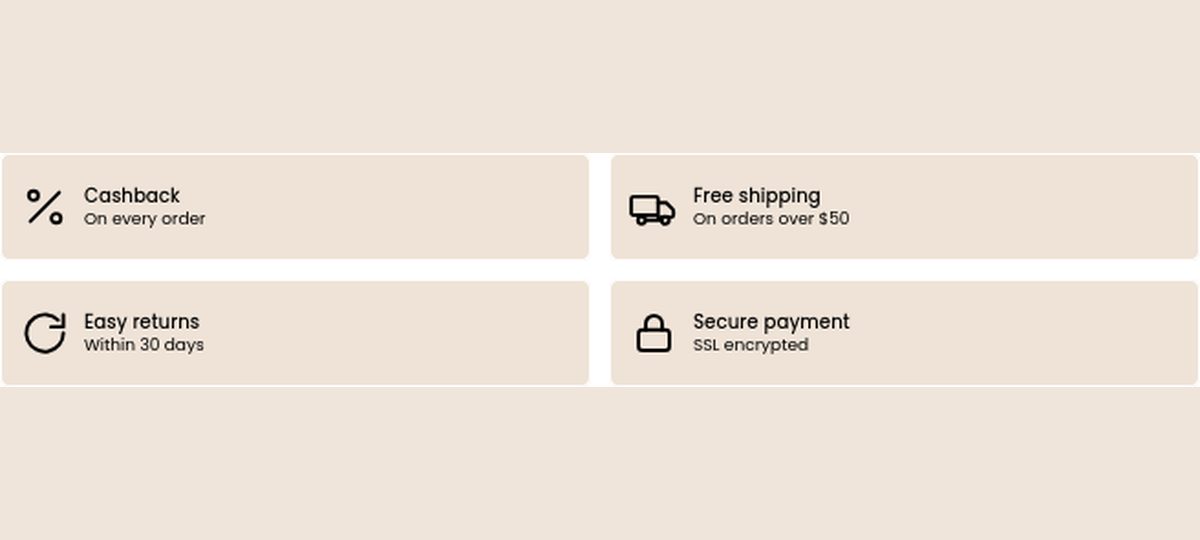 Cashback
On every order
Free shipping
On orders over $50
Easy returns
Within 30 days
Secure payment
SSL encrypted